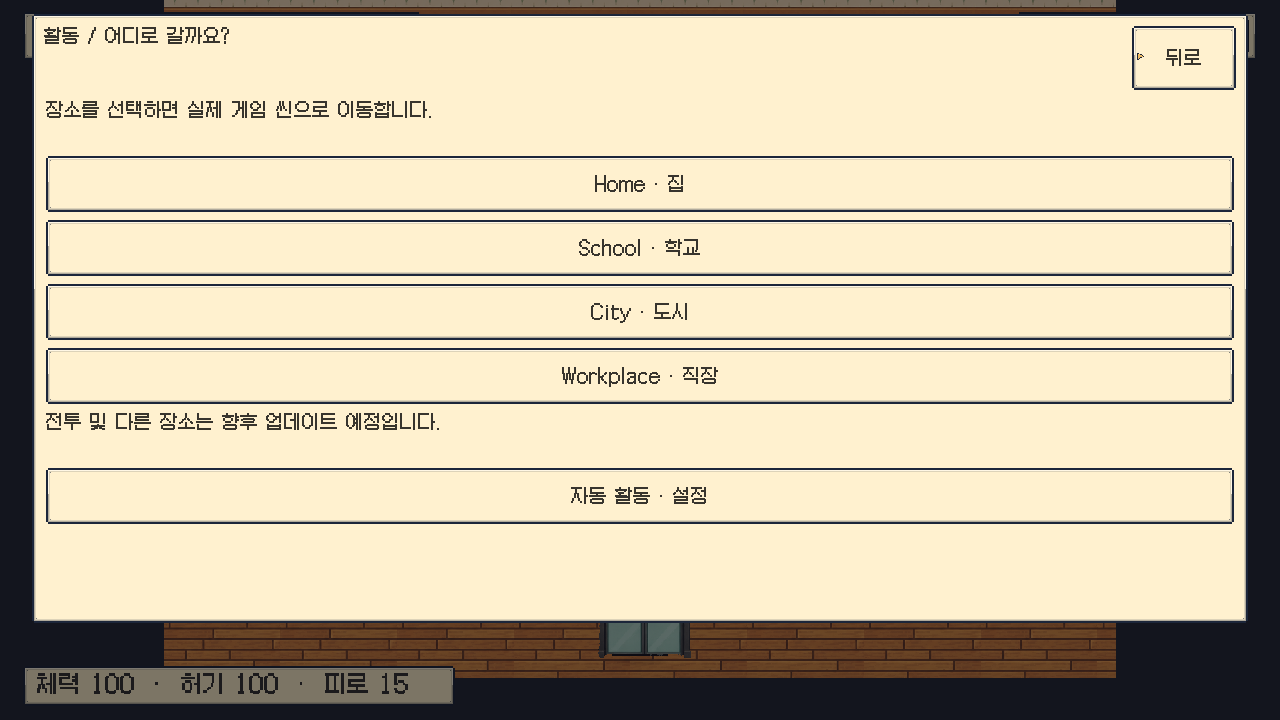 활동 / 어디로 갈까요?
뒤로
장소를 선택하면 실제 게임 씬으로 이동합니다.
Home · 집
School · 학교
City · 도시
Workplace · 직장
전투 및 다른 장소는 향후 업데이트 예정입니다.
자동 활동 · 설정
체력 100 · 허기 100 · 피로 15